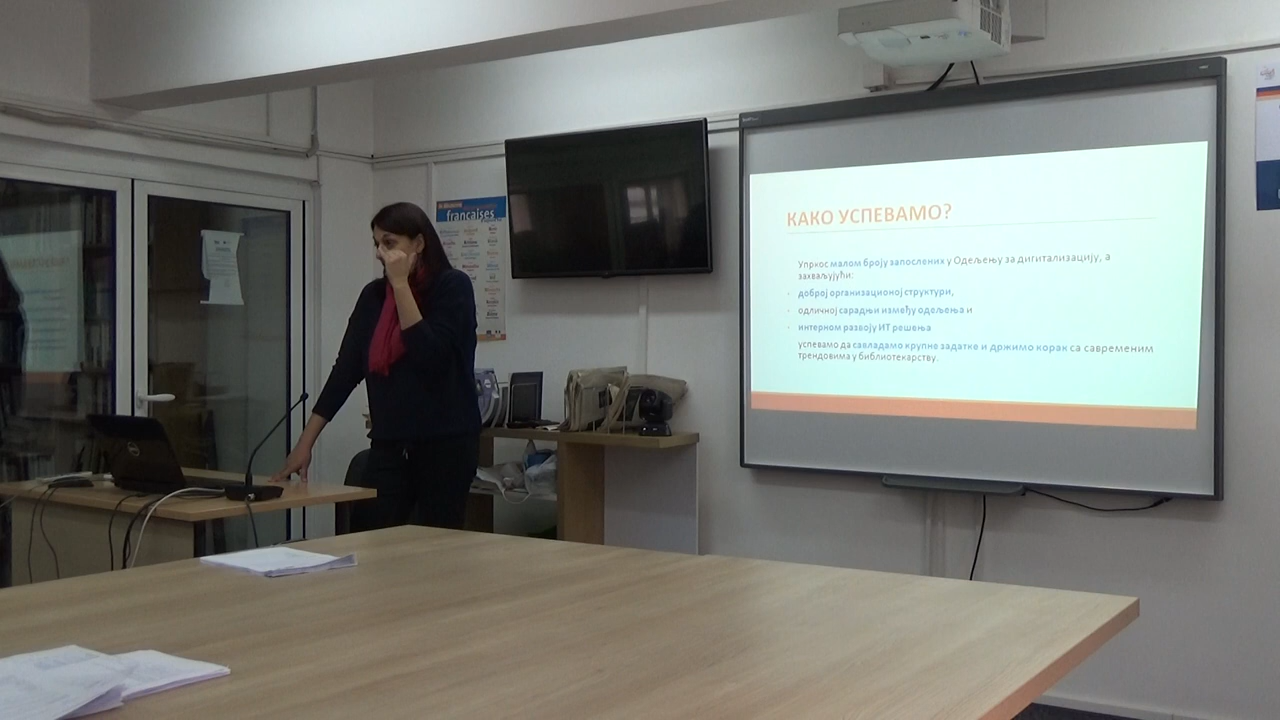 КАКО УСПЕВАМО?
Упркос малом броју запослених у Одељењу за дигитализацију, а
захваљујући:
доброј организационој структури,
одличној сарадњи између одељења и
интерном развоју ИТ решења
успевамо да савладамо крупне задатке и држимо корак са савременим
трендовима у библиотекарству.
françaises
DELL